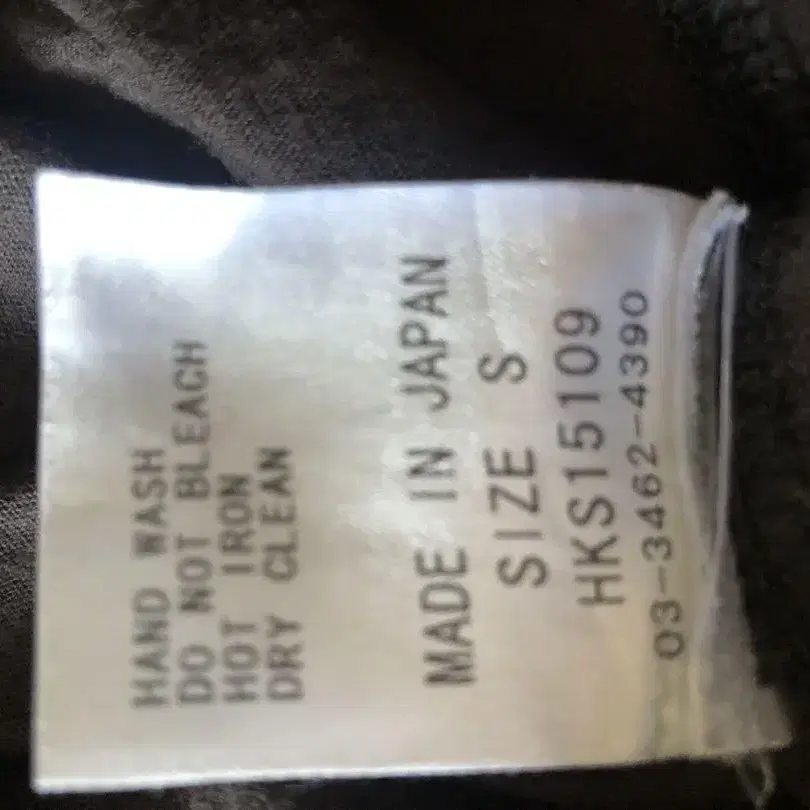 HAND WASH
DO NOT BLEACH
HOT IRON
DRY CLEAN
MADE IN JAPAN
SIZE S
HKS15109
03-3462-4390